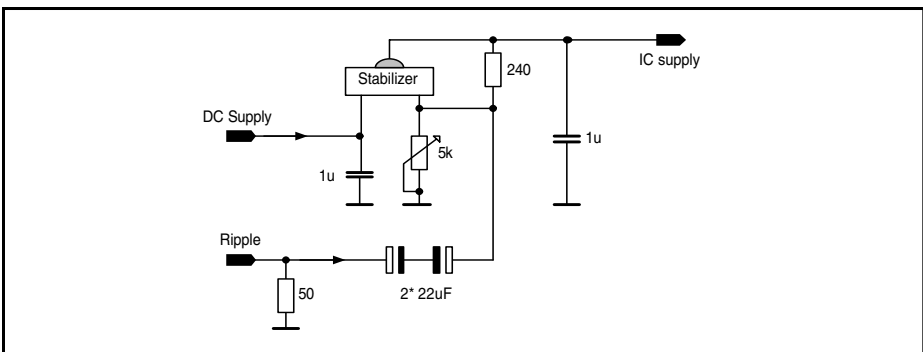 IC supply
240
Stabilizer
DC Supply
1u
5k
1u
Ripple
50
2* 22uF